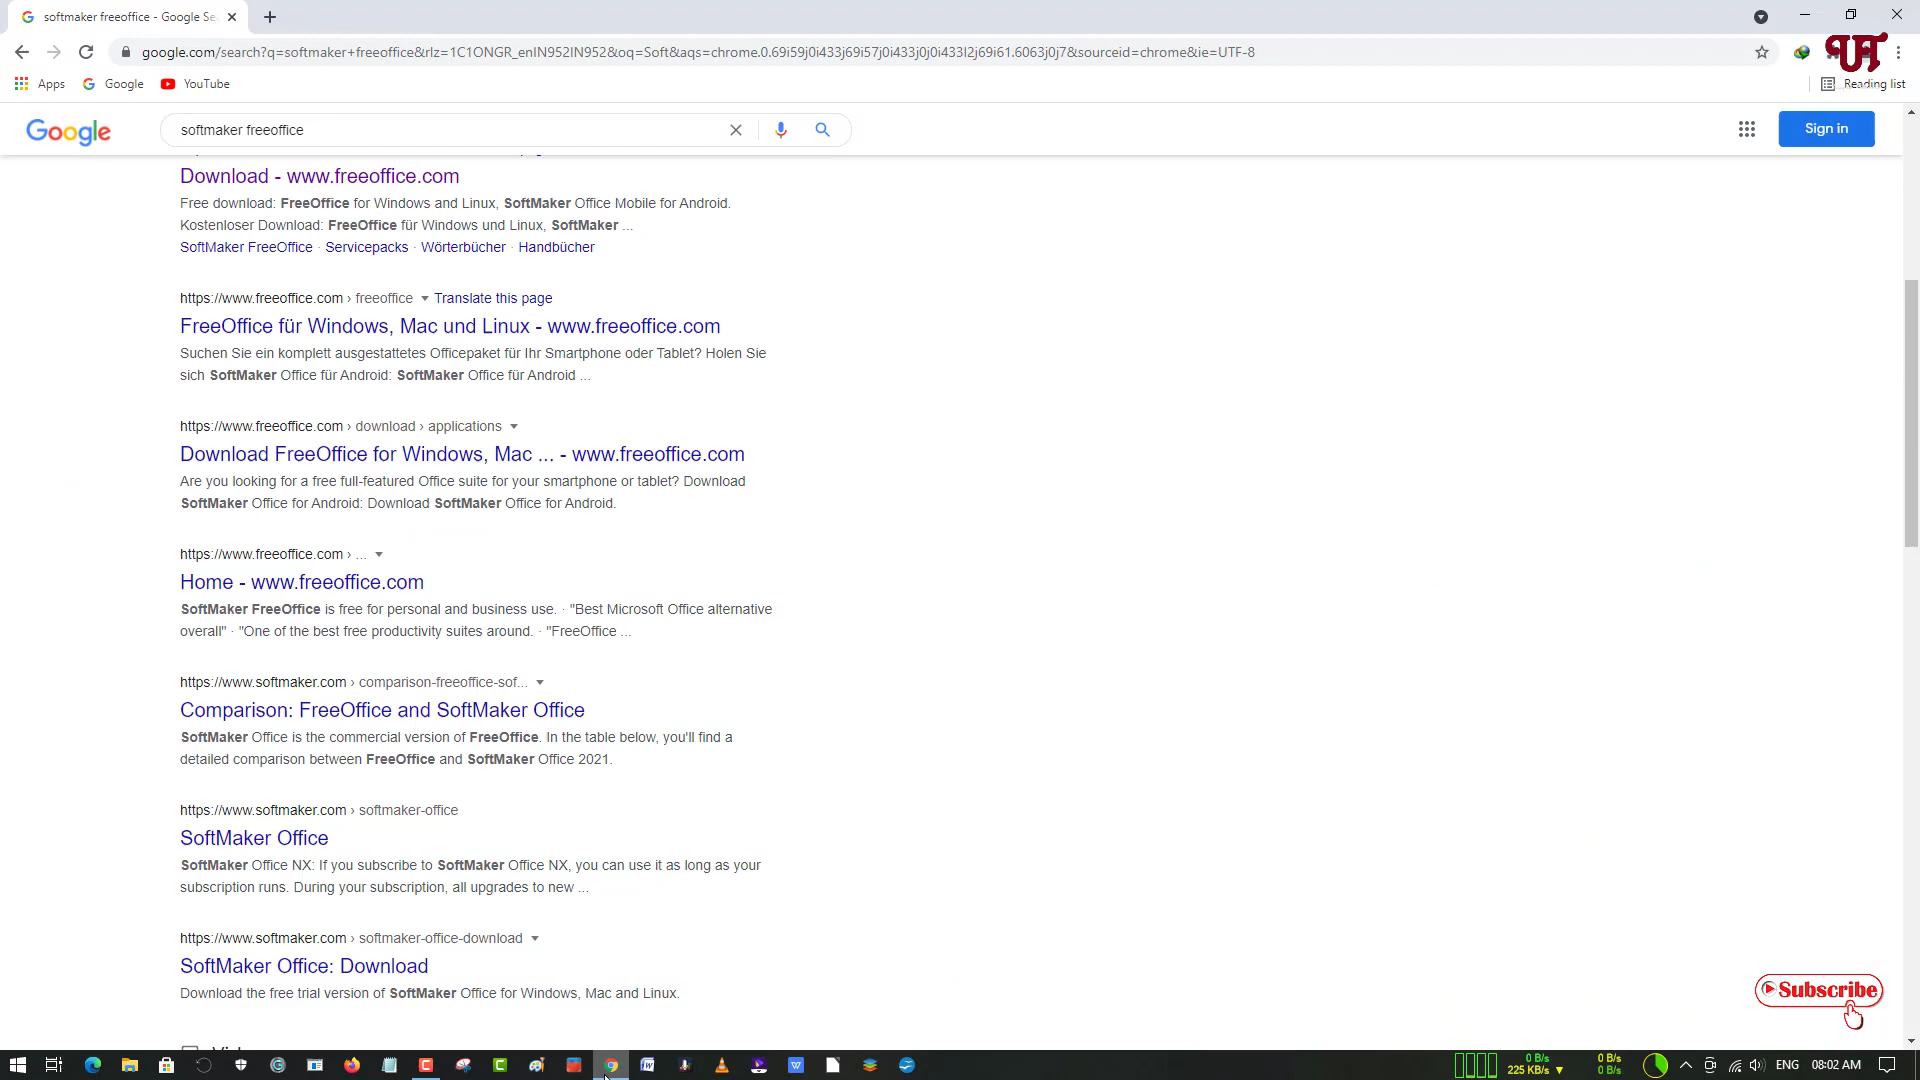 softmaker freeoffice - Google Se
google.com/search?q=softmaker+freeoffice&rlz=1C1ONGR_enIN952IN952&oq=Soft&aqs=chrome.0.69i59j0i433j69i57j0i433j0j0i433l2j69i61.6063j0j7&sourceid=chrome&ie=UTF-8
UT
Apps Google YouTube Reading list
Google softmaker freeoffice Sign in
Download - www.freeoffice.com
Free download: FreeOffice for Windows and Linux, SoftMaker Office Mobile for Android.
Kostenloser Download: FreeOffice für Windows und Linux, SoftMaker ...
SoftMaker FreeOffice · Servicepacks · Wörterbücher · Handbücher
https://www.freeoffice.com › freeoffice Translate this page
FreeOffice für Windows, Mac und Linux - www.freeoffice.com
Suchen Sie ein komplett ausgestattetes Officepaket für Ihr Smartphone oder Tablet? Holen Sie
sich SoftMaker Office für Android: SoftMaker Office für Android ...
https://www.freeoffice.com › download › applications
Download FreeOffice for Windows, Mac ... - www.freeoffice.com
Are you looking for a free full-featured Office suite for your smartphone or tablet? Download
SoftMaker Office for Android: Download SoftMaker Office for Android.
https://www.freeoffice.com › ...
Home - www.freeoffice.com
SoftMaker FreeOffice is free for personal and business use. · "Best Microsoft Office alternative
overall" · "One of the best free productivity suites around. · "FreeOffice ...
https://www.softmaker.com › comparison-freeoffice-sof...
Comparison: FreeOffice and SoftMaker Office
SoftMaker Office is the commercial version of FreeOffice. In the table below, you'll find a
detailed comparison between FreeOffice and SoftMaker Office 2021.
https://www.softmaker.com › softmaker-office
SoftMaker Office
SoftMaker Office NX: If you subscribe to SoftMaker Office NX, you can use it as long as your
subscription runs. During your subscription, all upgrades to new ...
https://www.softmaker.com › softmaker-office-download
SoftMaker Office: Download
Download the free trial version of SoftMaker Office for Windows, Mac and Linux.
Subscribe
0 B/s 0 B/s
225 KB/s 0 B/s
ENG 08:02 AM